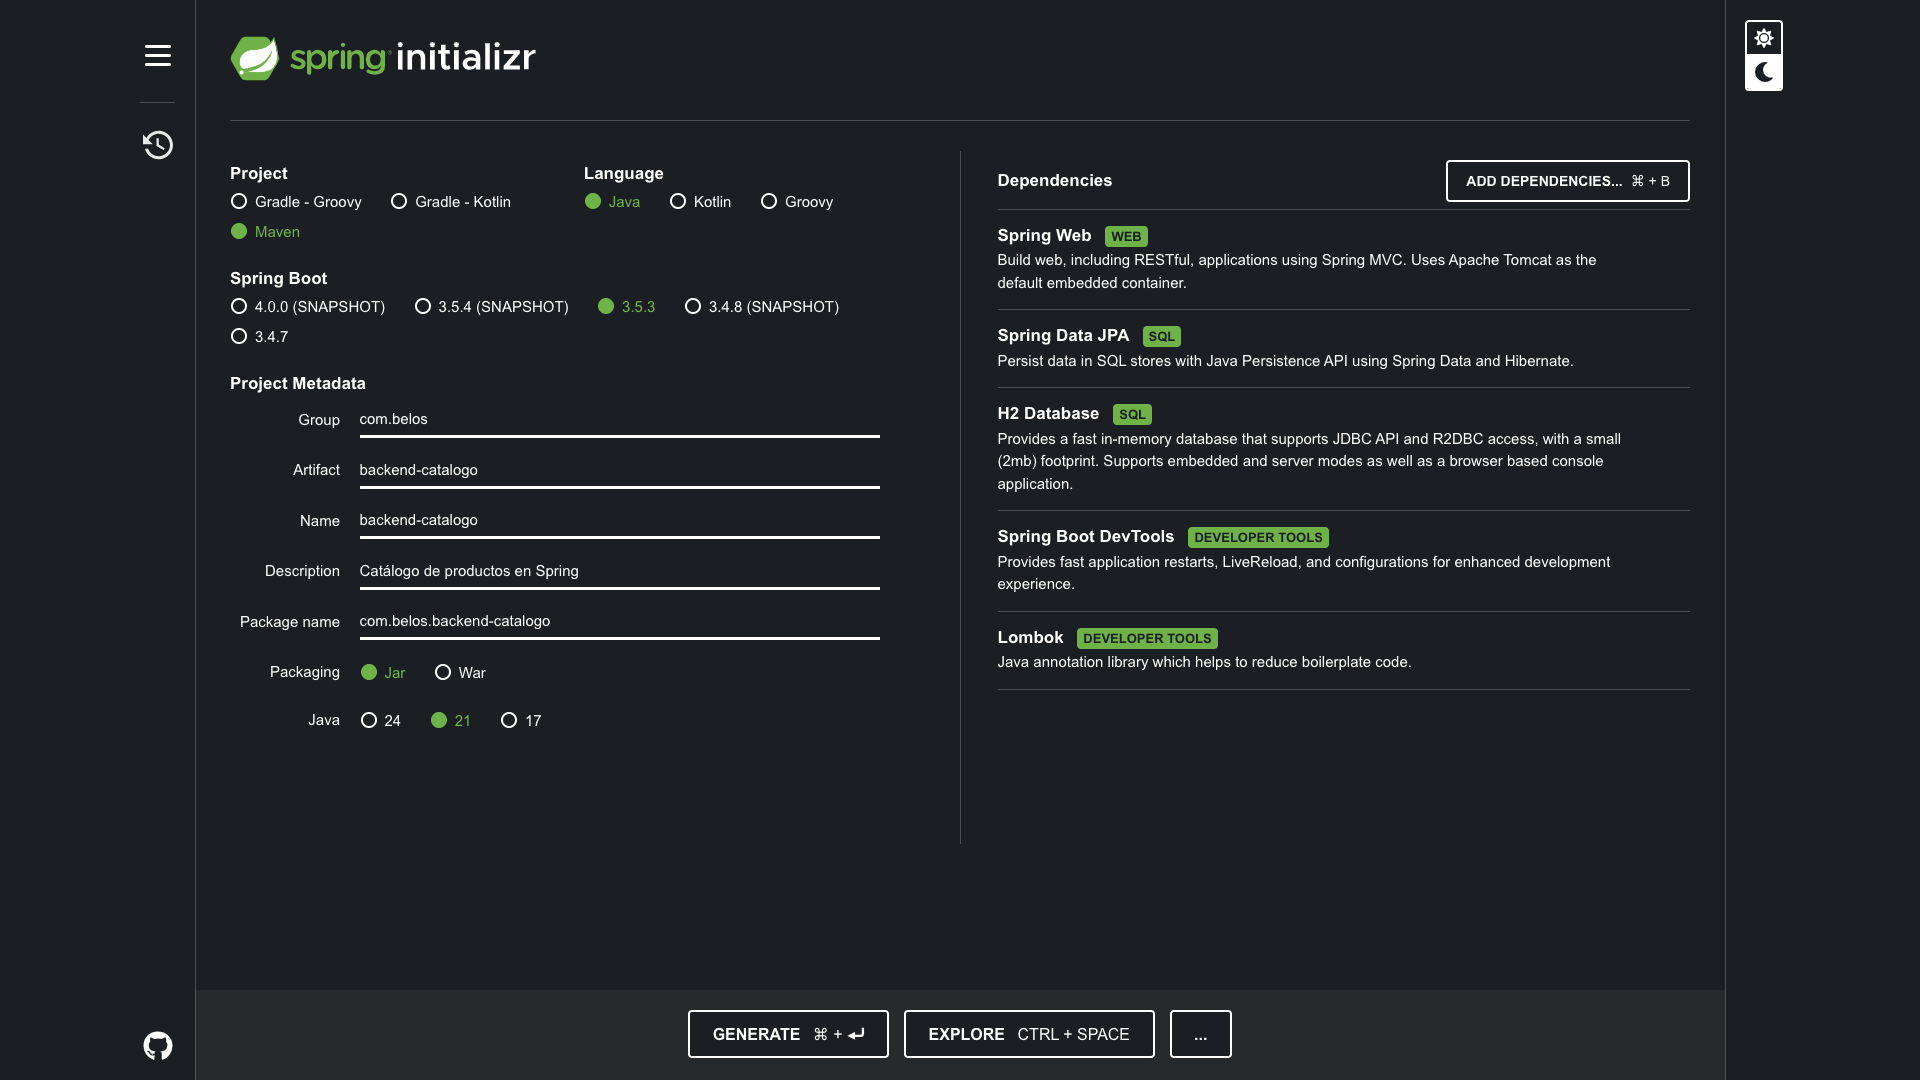 spring initializr
Project
Gradle - Groovy
Gradle - Kotlin
Maven
Language
Java
Kotlin
Groovy
Spring Boot
4.0.0 (SNAPSHOT)
3.5.4 (SNAPSHOT)
3.5.3
3.4.8 (SNAPSHOT)
3.4.7
Project Metadata
Group
com.belos
Artifact
backend-catalogo
Name
backend-catalogo
Description
Catálogo de productos en Spring
Package name
com.belos.backend-catalogo
Packaging
Jar
War
Java
24
21
17
Dependencies
ADD DEPENDENCIES... ⌘ + B
Spring Web WEB
Build web, including RESTful, applications using Spring MVC. Uses Apache Tomcat as the
default embedded container.
Spring Data JPA SQL
Persist data in SQL stores with Java Persistence API using Spring Data and Hibernate.
H2 Database SQL
Provides a fast in-memory database that supports JDBC API and R2DBC access, with a small
(2mb) footprint. Supports embedded and server modes as well as a browser based console
application.
Spring Boot DevTools DEVELOPER TOOLS
Provides fast application restarts, LiveReload, and configurations for enhanced development
experience.
Lombok DEVELOPER TOOLS
Java annotation library which helps to reduce boilerplate code.
GENERATE ⌘ + ⏎
EXPLORE CTRL + SPACE
...